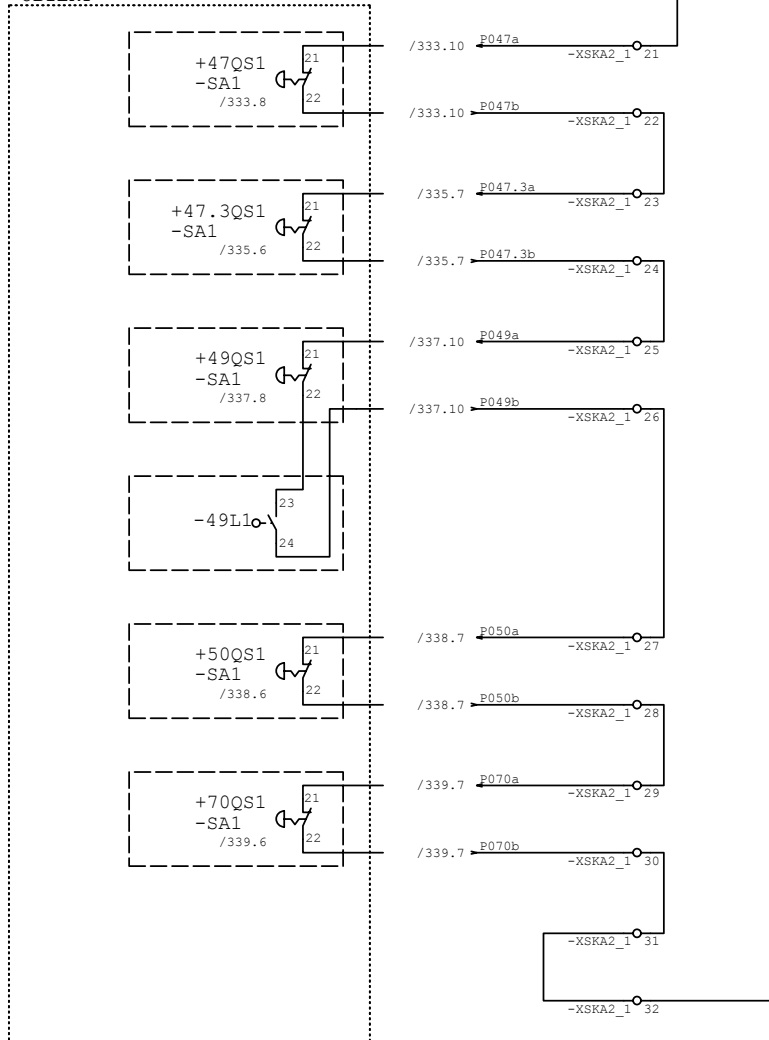 +47QS1
-SA1
/333.8
21
22
/333.10 P047a -XSKA2_1 21
/333.10 P047b -XSKA2_1 22
+47.3QS1
-SA1
/335.6
21
22
/335.7 P047.3a -XSKA2_1 23
/335.7 P047.3b -XSKA2_1 24
+49QS1
-SA1
/337.8
21
22
/337.10 P049a -XSKA2_1 25
/337.10 P049b -XSKA2_1 26
-49L1
23
24
+50QS1
-SA1
/338.6
21
22
/338.7 P050a -XSKA2_1 27
/338.7 P050b -XSKA2_1 28
+70QS1
-SA1
/339.6
21
22
/339.7 P070a -XSKA2_1 29
/339.7 P070b -XSKA2_1 30
-XSKA2_1 31
-XSKA2_1 32